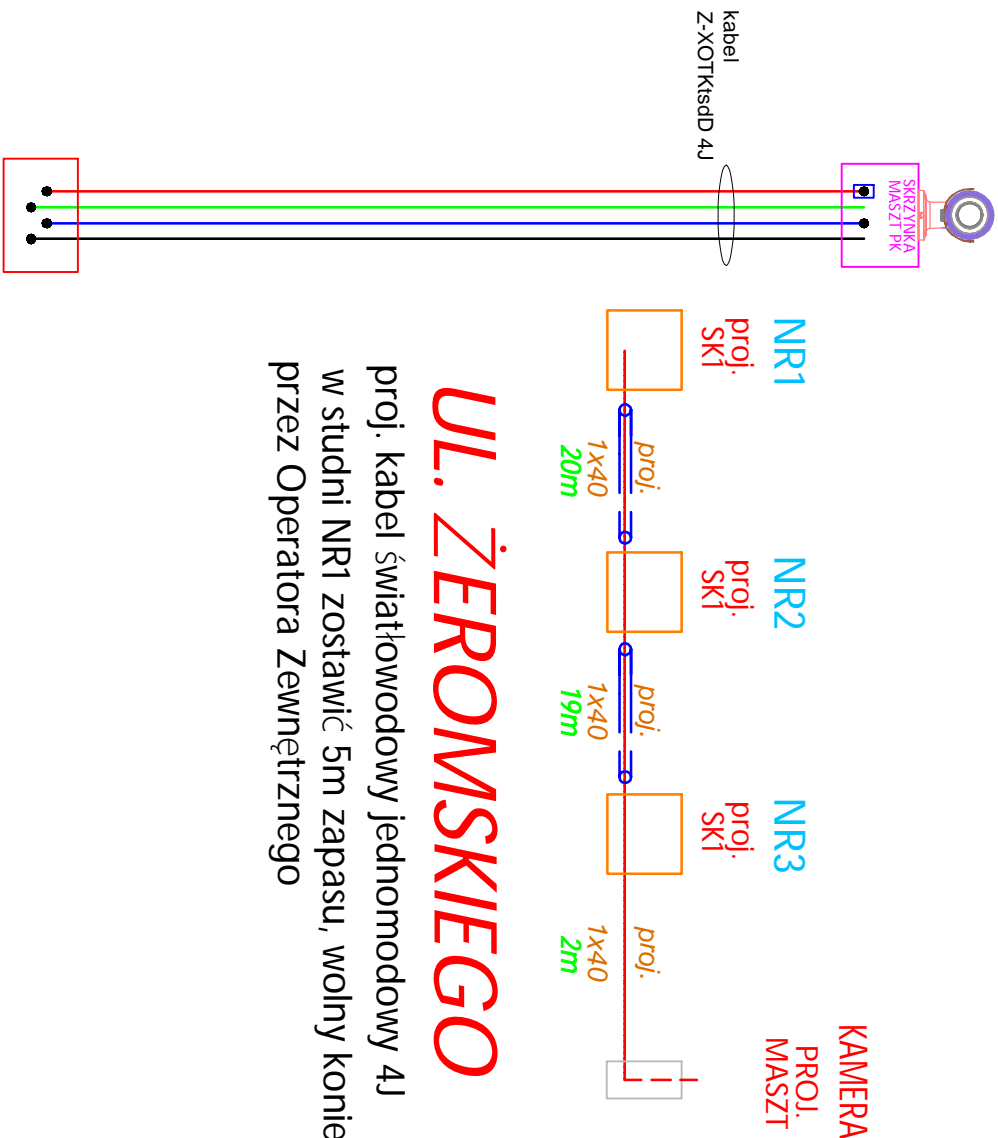 kabel
Z-XOTKtsdD 4J
SKRZYNKA
MASZT PK
NR1
proj.
SK1
proj.
1x40
20m
NR2
proj.
SK1
proj.
1x40
19m
NR3
proj.
SK1
proj.
1x40
2m
KAMERA
PROJ.
MASZT
UL. ŻEROMSKIEGO
proj. kabel światłowodowy jednomodowy 4J
w studni NR1 zostawić 5m zapasu, wolny konie
przez Operatora Zewnętrznego